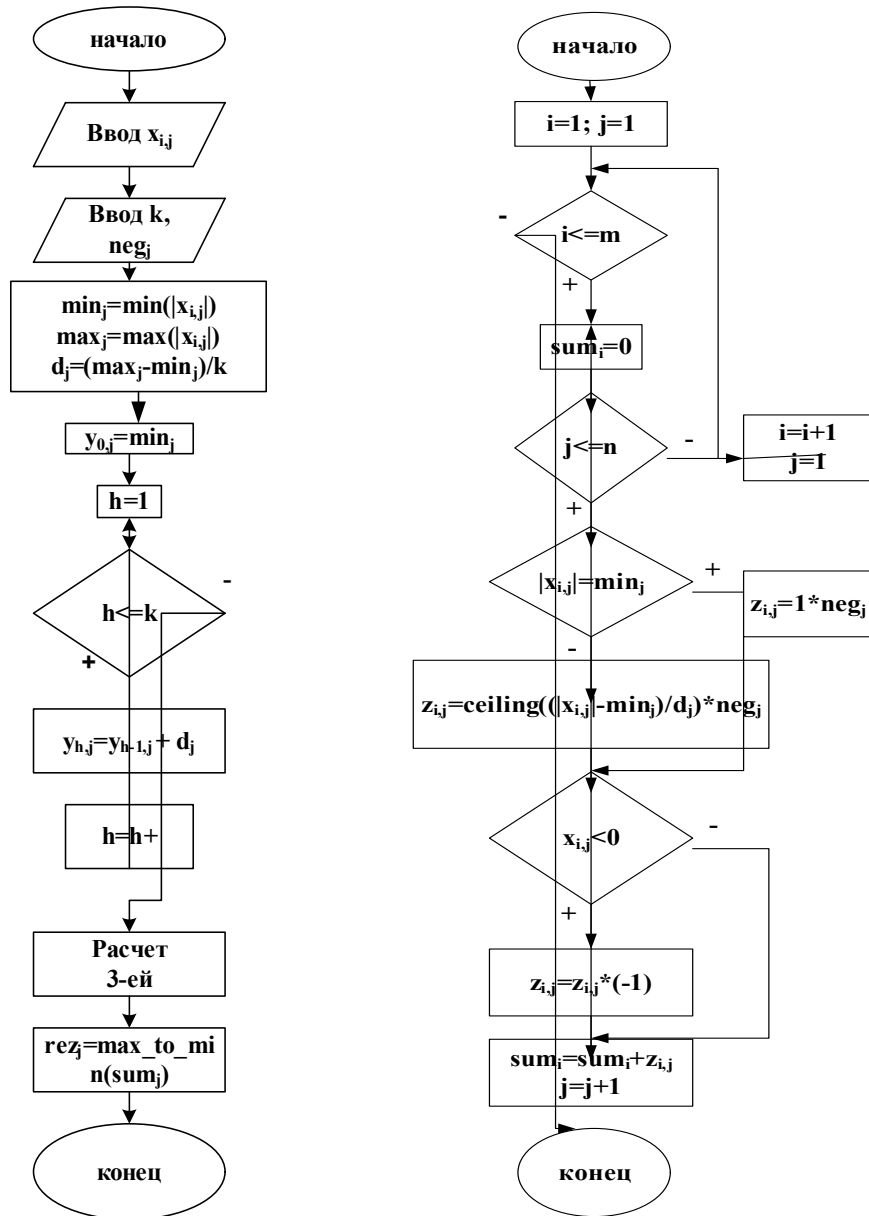 начало
Ввод xi,j
Ввод k,
negj
minj=min(|xi,j|)
maxj=max(|xi,j|)
dj=(maxj-minj)/k
y0,j=minj
h=1
-
h<=k
+
yh,j=yh-1,j+ dj
h=h+
Расчет
3-ей
rezj=max_to_mi
n(sumj)
конец
начало
i=1; j=1
-
i<=m
+
sumi=0
j<=n
-
i=i+1
j=1
+
|xi,j|=minj
+
zi,j=1*negj
-
zi,j=ceiling((|xi,j|-minj)/dj)*negj
xi,j<0
-
+
zi,j=zi,j*(-1)
sumi=sumi+zi,j
j=j+1
конец